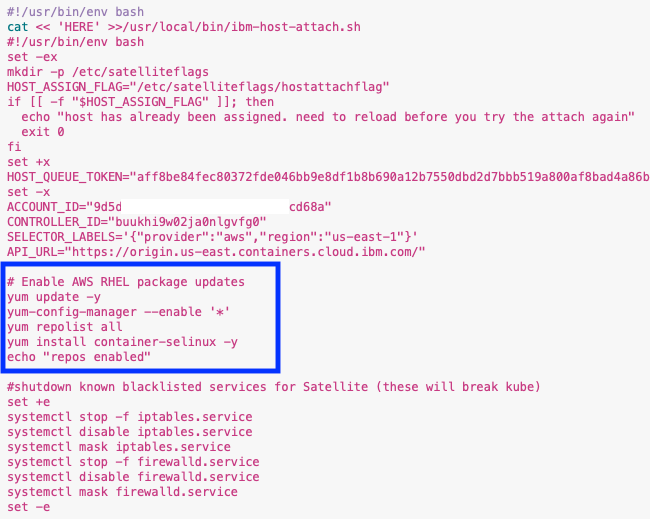 #!/usr/bin/env bash
cat << 'HERE' >>/usr/local/bin/ibm-host-attach.sh
#!/usr/bin/env bash
set -ex
mkdir -p /etc/satelliteflags
HOST_ASSIGN_FLAG="/etc/satelliteflags/hostattachflag"
if [[ -f "$HOST_ASSIGN_FLAG" ]]; then
  echo "host has already been assigned. need to reload before you try the attach again"
  exit 0
fi
set +x
HOST_QUEUE_TOKEN="aff8be84fec80372fde046bb9e8df1b8b690a12b7550dbd2d7bbb519a800af8bad4a86b
set -x
ACCOUNT_ID="9d5d cd68a"
CONTROLLER_ID="buukhi9w02ja0nlgvfg0"
SELECTOR_LABELS='{"provider":"aws","region":"us-east-1"}'
API_URL="https://origin.us-east.containers.cloud.ibm.com/"
# Enable AWS RHEL package updates
yum update -y
yum-config-manager --enable '*'
yum repolist all
yum install container-selinux -y
echo "repos enabled"
#shutdown known blacklisted services for Satellite (these will break kube)
set +e
systemctl stop -f iptables.service
systemctl disable iptables.service
systemctl mask iptables.service
systemctl stop -f firewalld.service
systemctl disable firewalld.service
systemctl mask firewalld.service
set -e